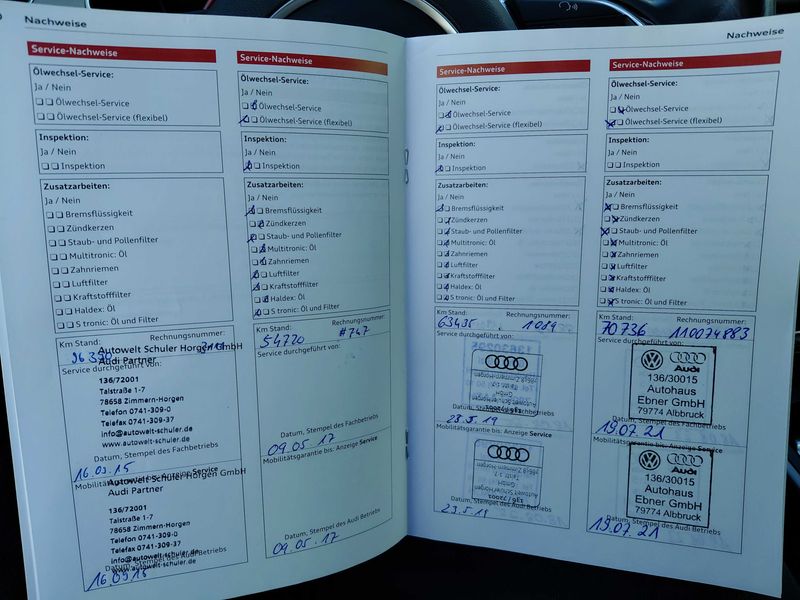 Nachweise
Service-Nachweise
Ölwechsel-Service:
Ja / Nein
Ölwechsel-Service
Ölwechsel-Service (flexibel)
Inspektion:
Ja / Nein
Inspektion
Zusatzarbeiten:
Ja / Nein
Bremsflüssigkeit
Zündkerzen
Staub- und Pollenfilter
Multitronic: Öl
Zahnriemen
Luftfilter
Kraftstofffilter
Haldex: Öl
S tronic: Öl und Filter
Km Stand:
Rechnungsnummer:
Autowelt Schuler Horgen GmbH
Audi Partner
Service durchgeführt von:
136/72001
Talstraße 1-7
78658 Zimmern-Horgen
Telefon 0741-309-0
Telefax 0741-309-37
info@autowelt-schuler.de
www.autowelt-schuler.de
Datum, Stempel des Fachbetriebs
16.03.15
Mobilitätsgarantie bis: Anzeige Service
Autowelt Schuler Horgen GmbH
Audi Partner
136/72001
Talstraße 1-7
78658 Zimmern-Horgen
Telefon 0741-309-0
Telefax 0741-309-37
info@autowelt-schuler.de
www.autowelt-schuler.de
Datum, Stempel des Audi Betriebs
Service-Nachweise
Ölwechsel-Service:
Ja / Nein
Ölwechsel-Service
Ölwechsel-Service (flexibel)
Inspektion:
Ja / Nein
Inspektion
Zusatzarbeiten:
Ja / Nein
Bremsflüssigkeit
Zündkerzen
Staub- und Pollenfilter
Multitronic: Öl
Zahnriemen
Luftfilter
Kraftstofffilter
Haldex: Öl
S tronic: Öl und Filter
Km Stand: Rechnungsnummer:
54720 #747
Service durchgeführt von:
Datum, Stempel des Fachbetriebs
09.05.17
Mobilitätsgarantie bis: Anzeige Service
Datum, Stempel des Audi Betriebs
09.05.17
Nachweise
Service-Nachweise
Ölwechsel-Service:
Ja / Nein
Ölwechsel-Service
Ölwechsel-Service (flexibel)
Inspektion:
Ja / Nein
Inspektion
Zusatzarbeiten:
Ja / Nein
Bremsflüssigkeit
Zündkerzen
Staub- und Pollenfilter
Multitronic: Öl
Zahnriemen
Luftfilter
Kraftstofffilter
Haldex: Öl
S tronic: Öl und Filter
Km Stand: Rechnungsnummer:
63435 1089
Service durchgeführt von:
Datum, Stempel des Fachbetriebs
23.5.19
Mobilitätsgarantie bis: Anzeige Service
Datum, Stempel des Audi Betriebs
23.5.19
Service-Nachweise
Ölwechsel-Service:
Ja / Nein
Ölwechsel-Service
Ölwechsel-Service (flexibel)
Inspektion:
Ja / Nein
Inspektion
Zusatzarbeiten:
Ja / Nein
Bremsflüssigkeit
Zündkerzen
Staub- und Pollenfilter
Multitronic: Öl
Zahnriemen
Luftfilter
Kraftstofffilter
Haldex: Öl
S tronic: Öl und Filter
Km Stand: Rechnungsnummer:
70736 110074883
Service durchgeführt von:
Audi
136/30015
Autohaus
Ebner GmbH
79774 Albbruck
Datum, Stempel des Fachbetriebs
19.07.21
Mobilitätsgarantie bis: Anzeige Service
Audi
136/30015
Autohaus
Ebner GmbH
79774 Albbruck
Datum, Stempel des Audi Betriebs
19.07.21